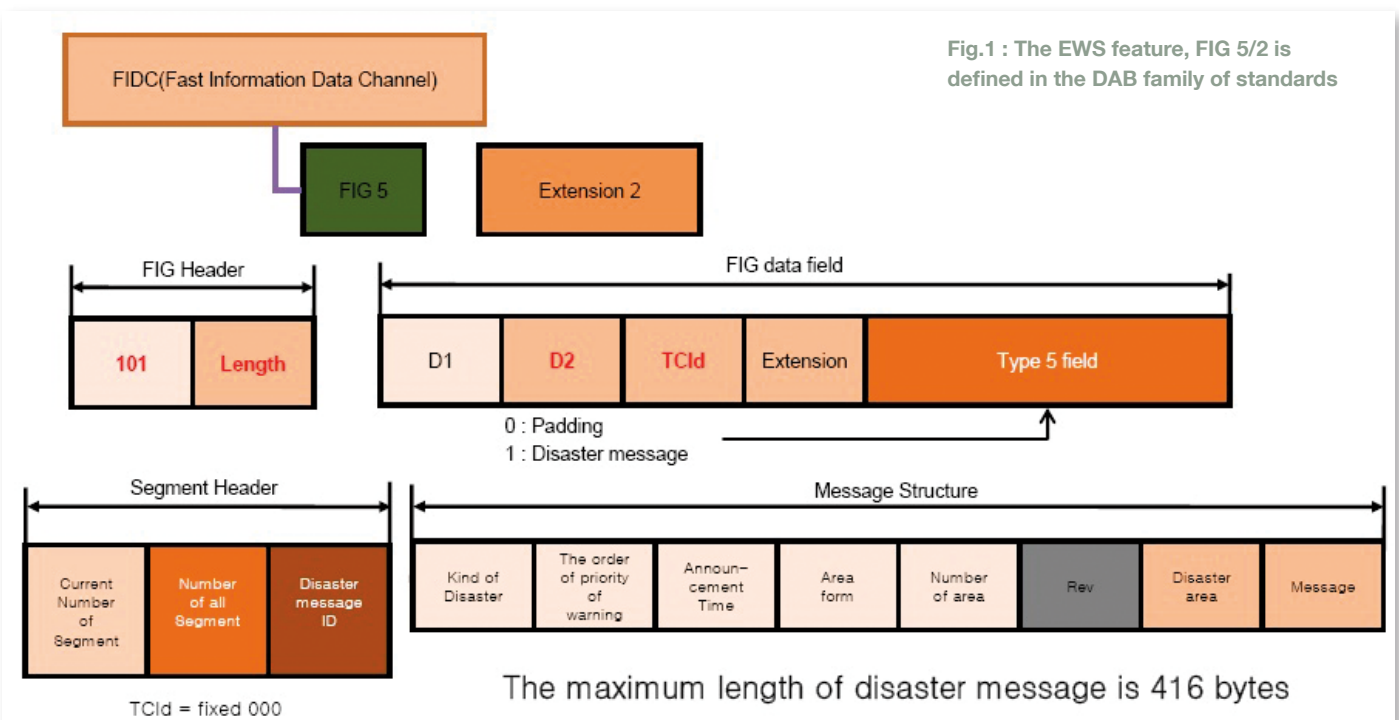 Fig.1 : The EWS feature, FIG 5/2 is
defined in the DAB family of standards
FIDC(Fast Information Data Channel)
FIG 5
Extension 2
FIG Header
FIG data field
101
Length
D1
D2
TCId
Extension
Type 5 field
0 : Padding
1 : Disaster message
Segment Header
Message Structure
Current
Number
of
Segment
Number
of all
Segment
Disaster
message
ID
Kind of
Disaster
The order
of priority
of
warning
Announ-
cement
Time
Area
form
Number
of area
Rev
Disaster
area
Message
TCId = fixed 000
The maximum length of disaster message is 416 bytes